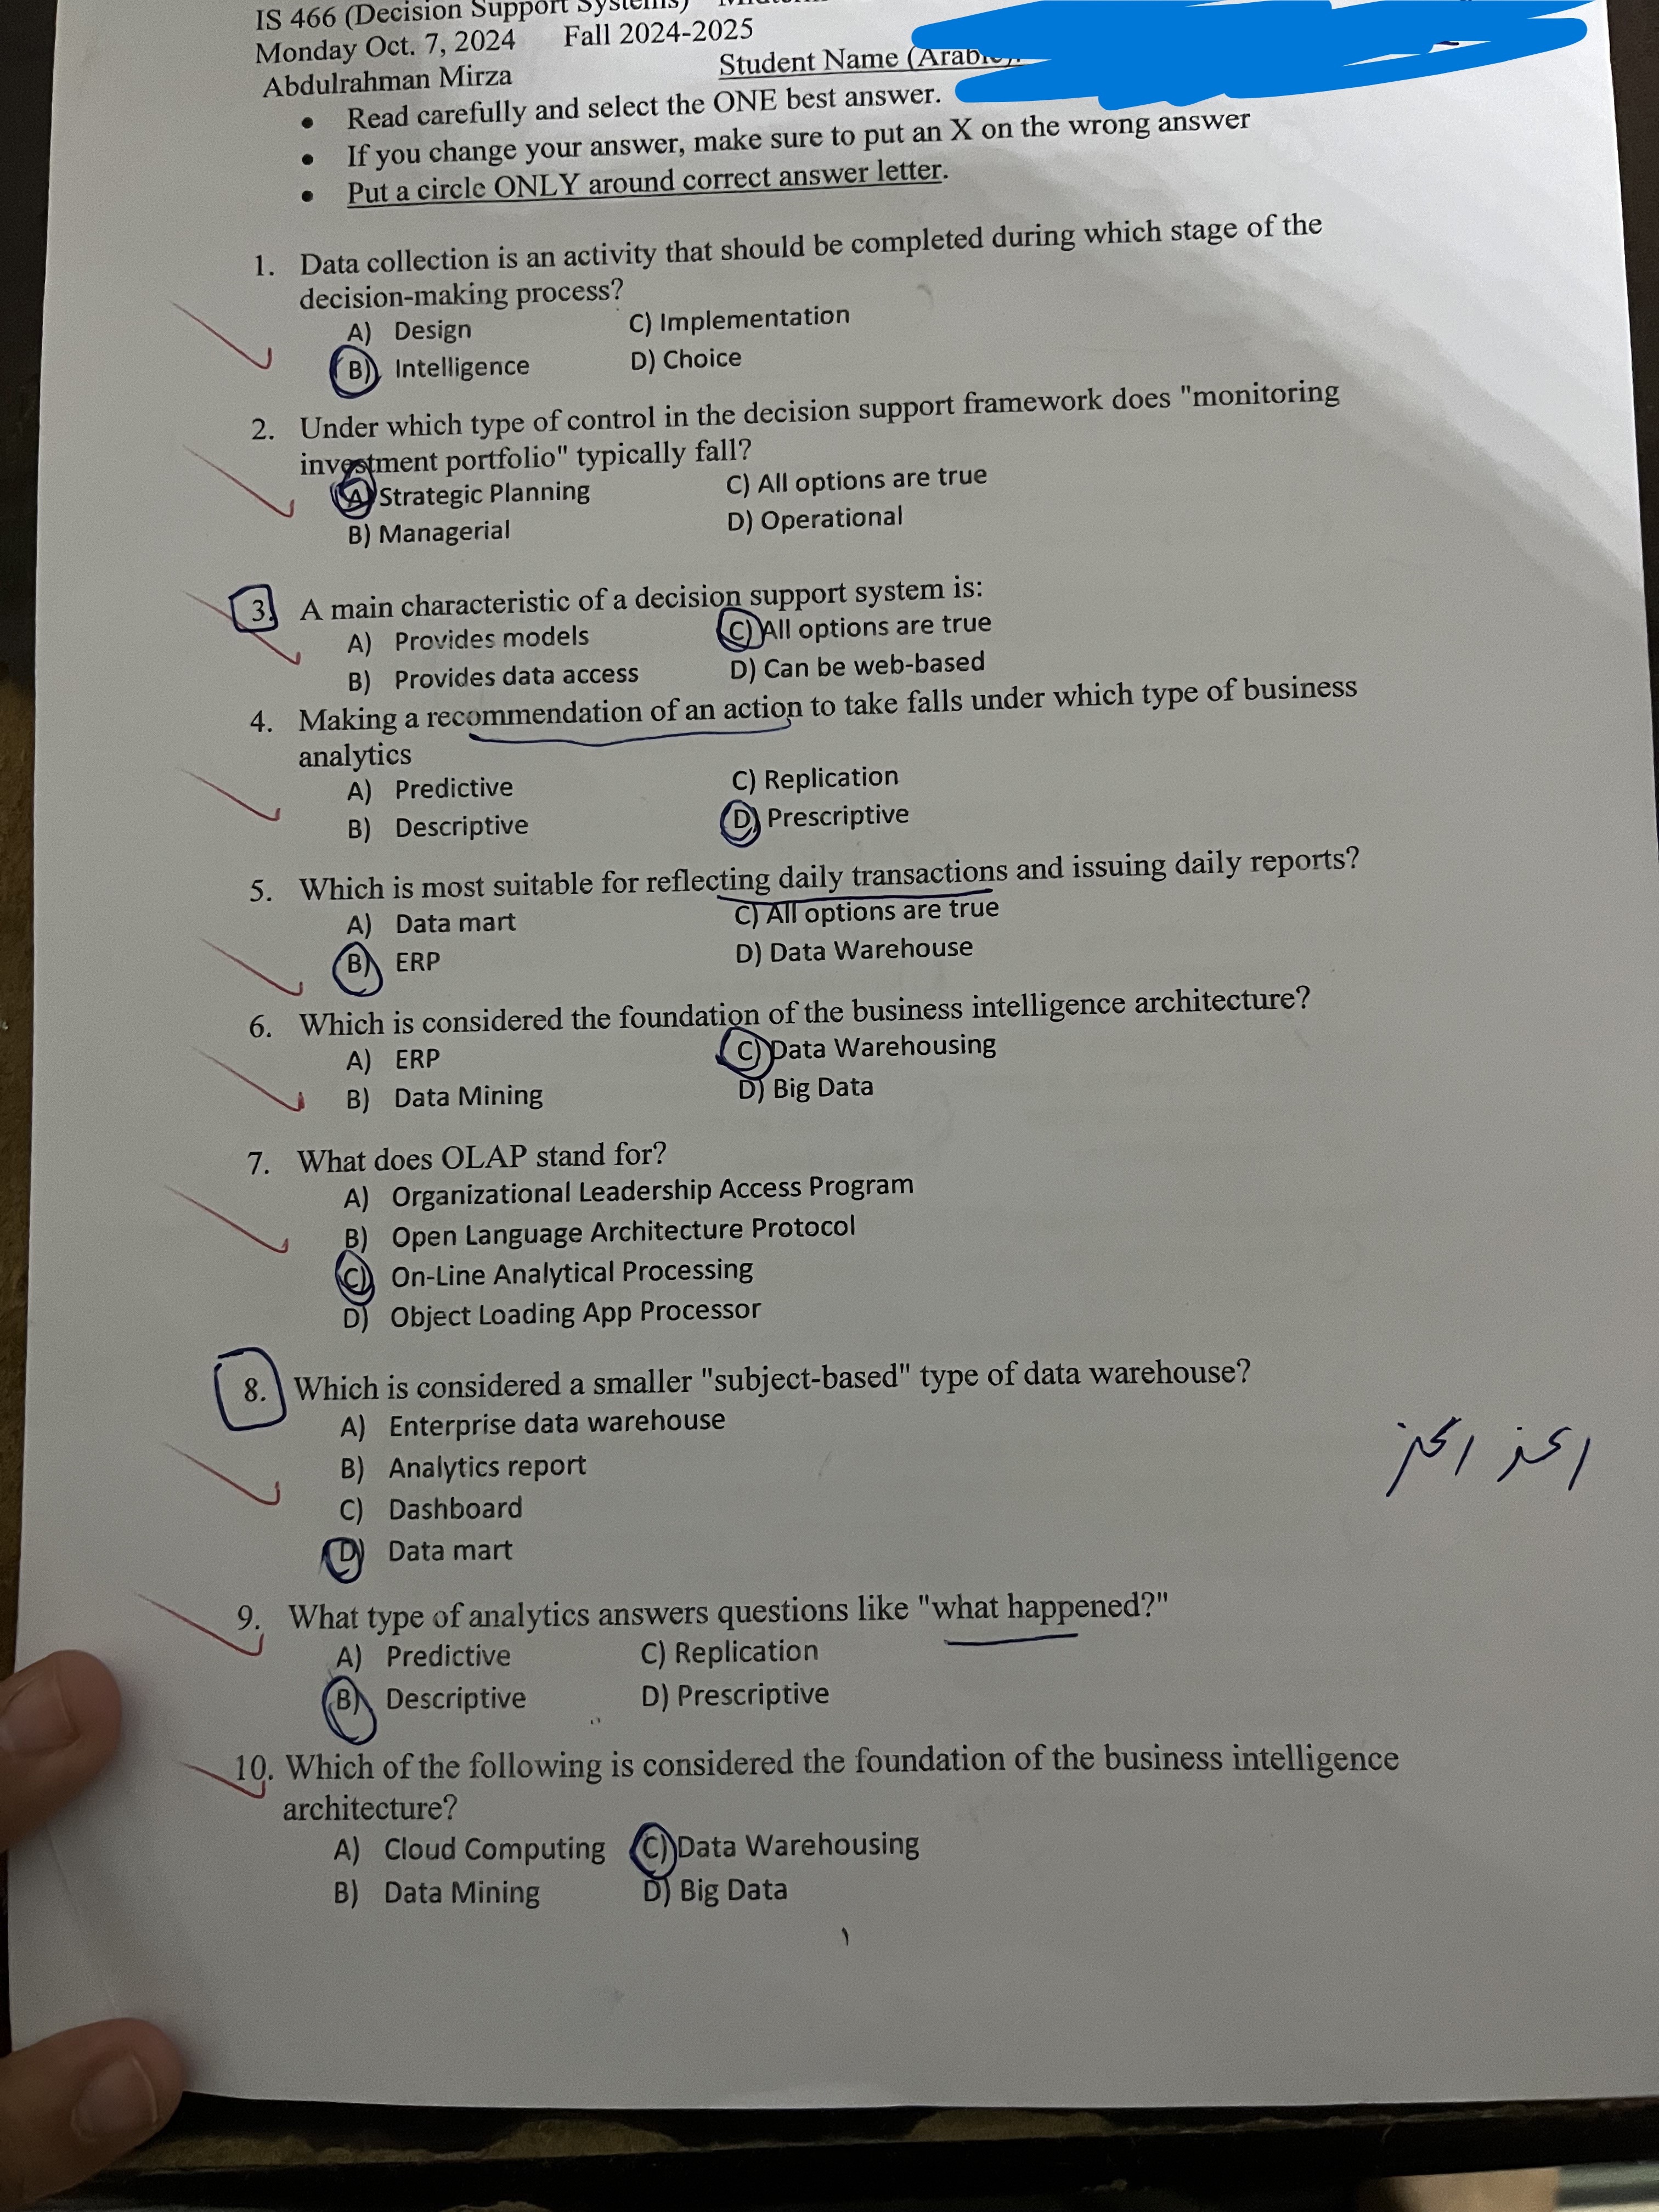 IS 466 (Decision Support Systems)
Monday Oct. 7, 2024 Fall 2024-2025
Abdulrahman Mirza Student Name (Arabic):
• Read carefully and select the ONE best answer.
• If you change your answer, make sure to put an X on the wrong answer
• Put a circle ONLY around correct answer letter.
1. Data collection is an activity that should be completed during which stage of the
decision-making process?
A) Design C) Implementation
B) Intelligence D) Choice
2. Under which type of control in the decision support framework does "monitoring
investment portfolio" typically fall?
A) Strategic Planning C) All options are true
B) Managerial D) Operational
3. A main characteristic of a decision support system is:
A) Provides models C) All options are true
B) Provides data access D) Can be web-based
4. Making a recommendation of an action to take falls under which type of business
analytics
A) Predictive C) Replication
B) Descriptive D) Prescriptive
5. Which is most suitable for reflecting daily transactions and issuing daily reports?
A) Data mart C) All options are true
B) ERP D) Data Warehouse
6. Which is considered the foundation of the business intelligence architecture?
A) ERP C) Data Warehousing
B) Data Mining D) Big Data
7. What does OLAP stand for?
A) Organizational Leadership Access Program
B) Open Language Architecture Protocol
C) On-Line Analytical Processing
D) Object Loading App Processor
8. Which is considered a smaller "subject-based" type of data warehouse?
A) Enterprise data warehouse
B) Analytics report
C) Dashboard
D) Data mart
9. What type of analytics answers questions like "what happened?"
A) Predictive C) Replication
B) Descriptive D) Prescriptive
10. Which of the following is considered the foundation of the business intelligence
architecture?
A) Cloud Computing C) Data Warehousing
B) Data Mining D) Big Data
١